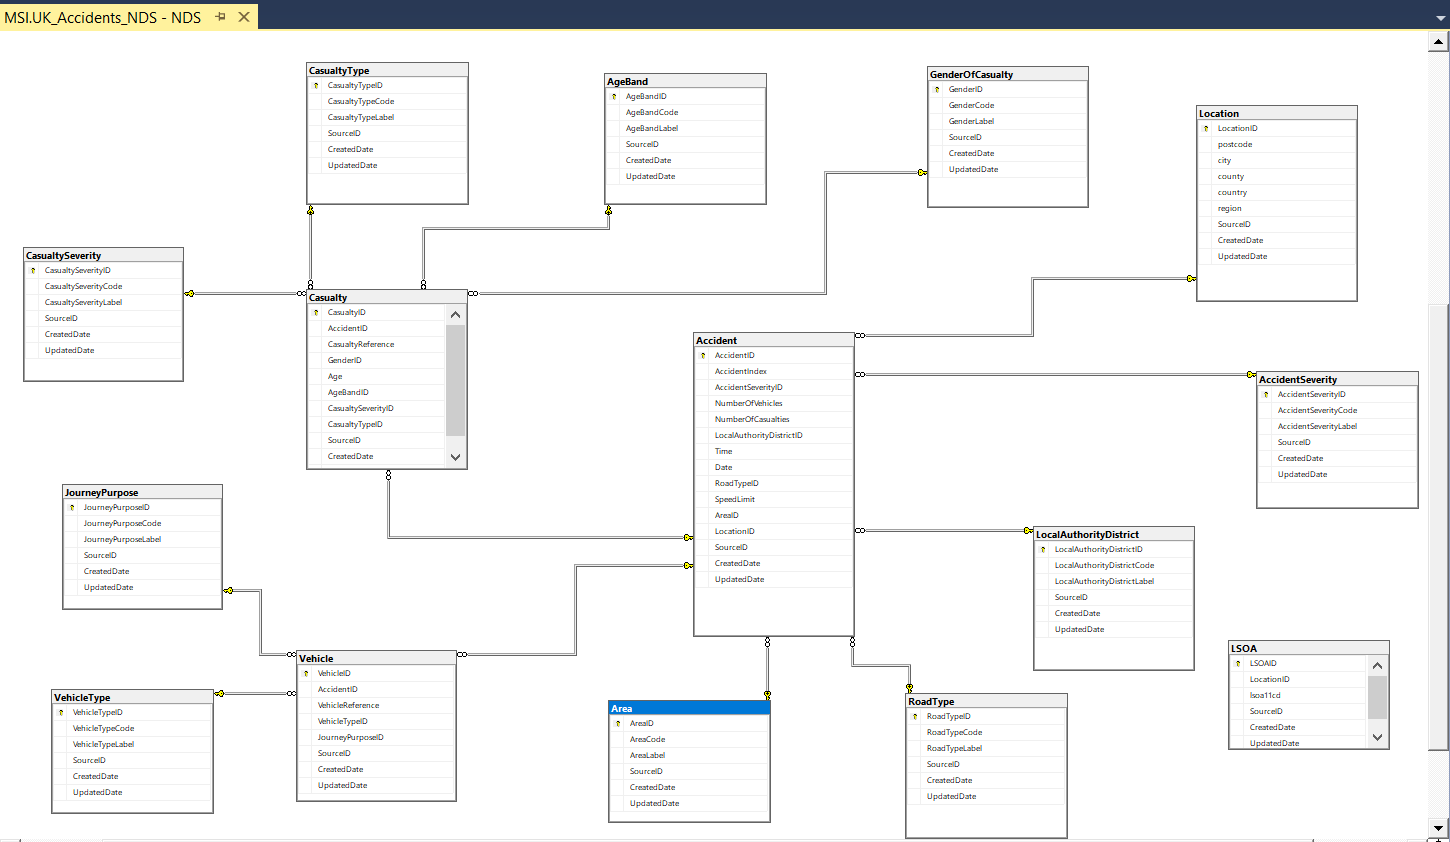 MSI.UK_Accidents_NDS - NDS
CasualtyType
CasualtyTypeID
CasualtyTypeCode
CasualtyTypeLabel
SourceID
CreatedDate
UpdatedDate
AgeBand
AgeBandID
AgeBandCode
AgeBandLabel
SourceID
CreatedDate
UpdatedDate
GenderOfCasualty
GenderID
GenderCode
GenderLabel
SourceID
CreatedDate
UpdatedDate
Location
LocationID
postcode
city
county
country
region
SourceID
CreatedDate
UpdatedDate
CasualtySeverity
CasualtySeverityID
CasualtySeverityCode
CasualtySeverityLabel
SourceID
CreatedDate
UpdatedDate
Casualty
CasualtyID
AccidentID
CasualtyReference
GenderID
Age
AgeBandID
CasualtySeverityID
CasualtyTypeID
SourceID
CreatedDate
Accident
AccidentID
AccidentIndex
AccidentSeverityID
NumberOfVehicles
NumberOfCasualties
LocalAuthorityDistrictID
Time
Date
RoadTypeID
SpeedLimit
AreaID
LocationID
SourceID
CreatedDate
UpdatedDate
AccidentSeverity
AccidentSeverityID
AccidentSeverityCode
AccidentSeverityLabel
SourceID
CreatedDate
UpdatedDate
JourneyPurpose
JourneyPurposeID
JourneyPurposeCode
JourneyPurposeLabel
SourceID
CreatedDate
UpdatedDate
LocalAuthorityDistrict
LocalAuthorityDistrictID
LocalAuthorityDistrictCode
LocalAuthorityDistrictLabel
SourceID
CreatedDate
UpdatedDate
LSOA
LSOAID
LocationID
lsoa11cd
SourceID
CreatedDate
UpdatedDate
Vehicle
VehicleID
AccidentID
VehicleReference
VehicleTypeID
JourneyPurposeID
SourceID
CreatedDate
UpdatedDate
VehicleType
VehicleTypeID
VehicleTypeCode
VehicleTypeLabel
SourceID
CreatedDate
UpdatedDate
Area
AreaID
AreaCode
AreaLabel
SourceID
CreatedDate
UpdatedDate
RoadType
RoadTypeID
RoadTypeCode
RoadTypeLabel
SourceID
CreatedDate
UpdatedDate